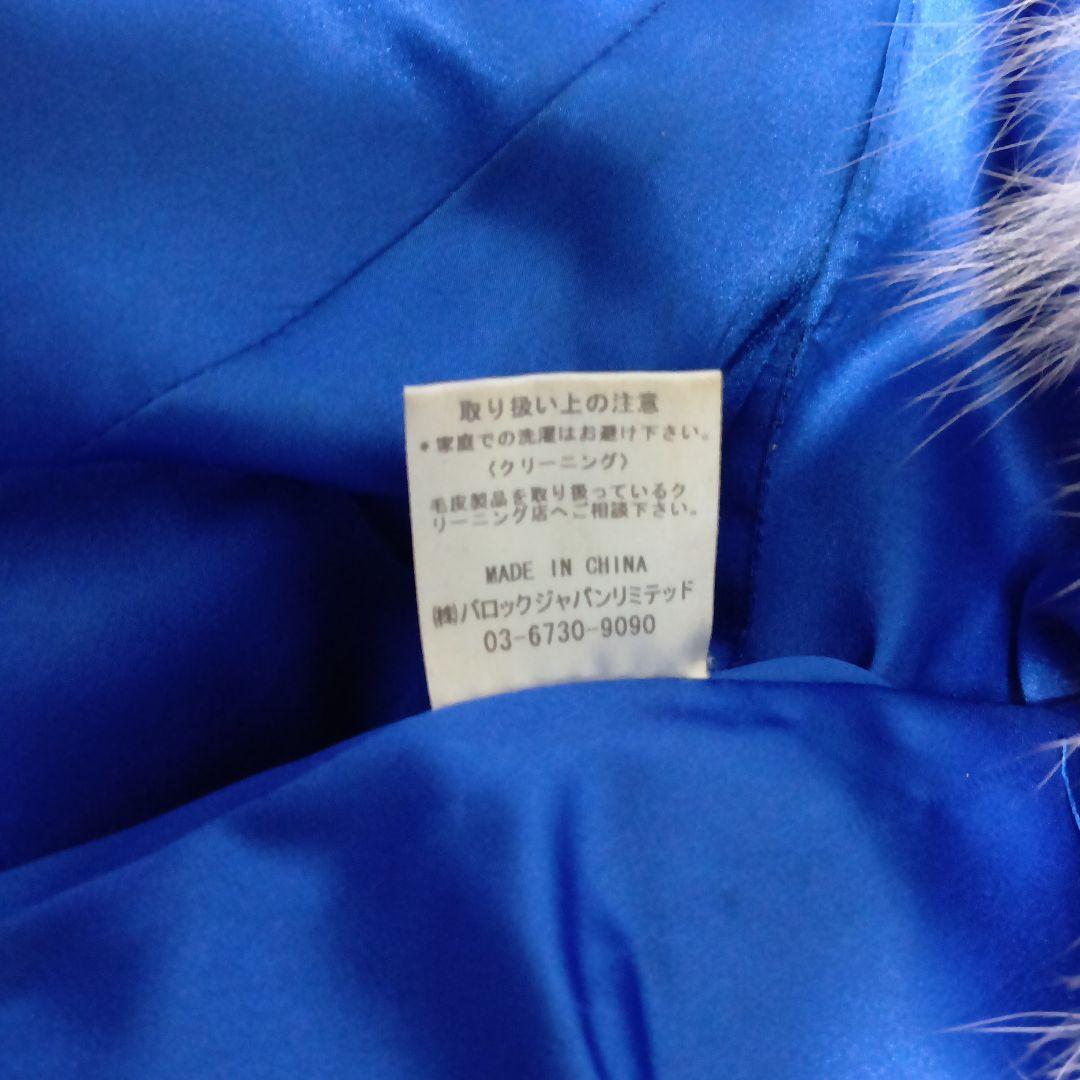 取り扱い上の注意
*家庭での洗濯はお避け下さい。
〈クリーニング〉
毛皮製品を取り扱っているク
リーニング店へご相談下さい。
MADE IN CHINA
㈱バロックジャパンリミテッド
03-6730-9090